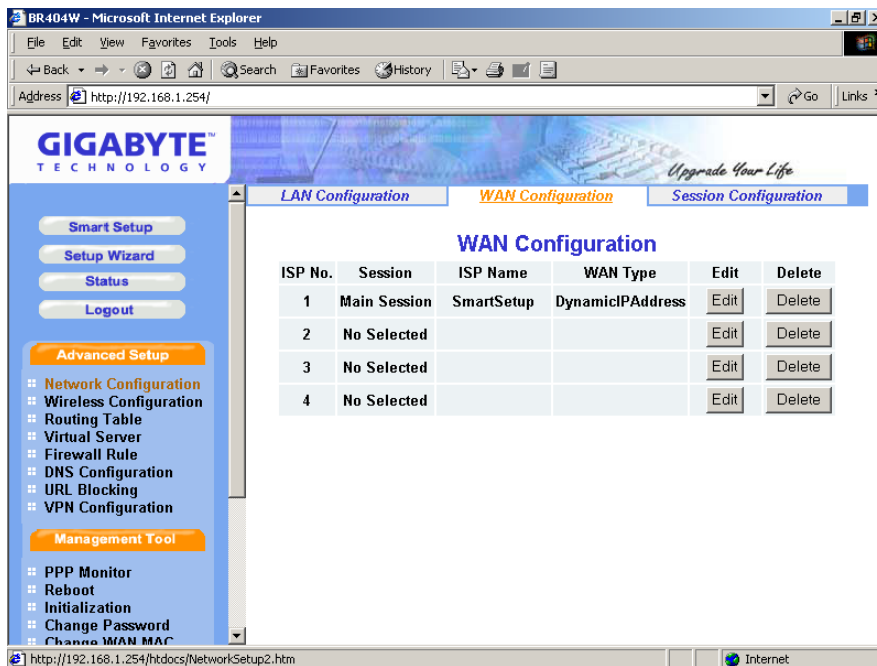 BR404W - Microsoft Internet Explorer
File Edit View Favorites Tools Help
Back Search Favorites History
Address http://192.168.1.254/ Go Links
GIGABYTE™
TECHNOLOGY
Upgrade Your Life
LAN Configuration WAN Configuration Session Configuration
Smart Setup
Setup Wizard
Status
Logout
Advanced Setup
Network Configuration
Wireless Configuration
Routing Table
Virtual Server
Firewall Rule
DNS Configuration
URL Blocking
VPN Configuration
Management Tool
PPP Monitor
Reboot
Initialization
Change Password
Change WAN MAC
WAN Configuration
ISP No. Session ISP Name WAN Type Edit Delete
1 Main Session SmartSetup DynamicIPAddress Edit Delete
2 No Selected Edit Delete
3 No Selected Edit Delete
4 No Selected Edit Delete
http://192.168.1.254/htdocs/NetworkSetup2.htm Internet